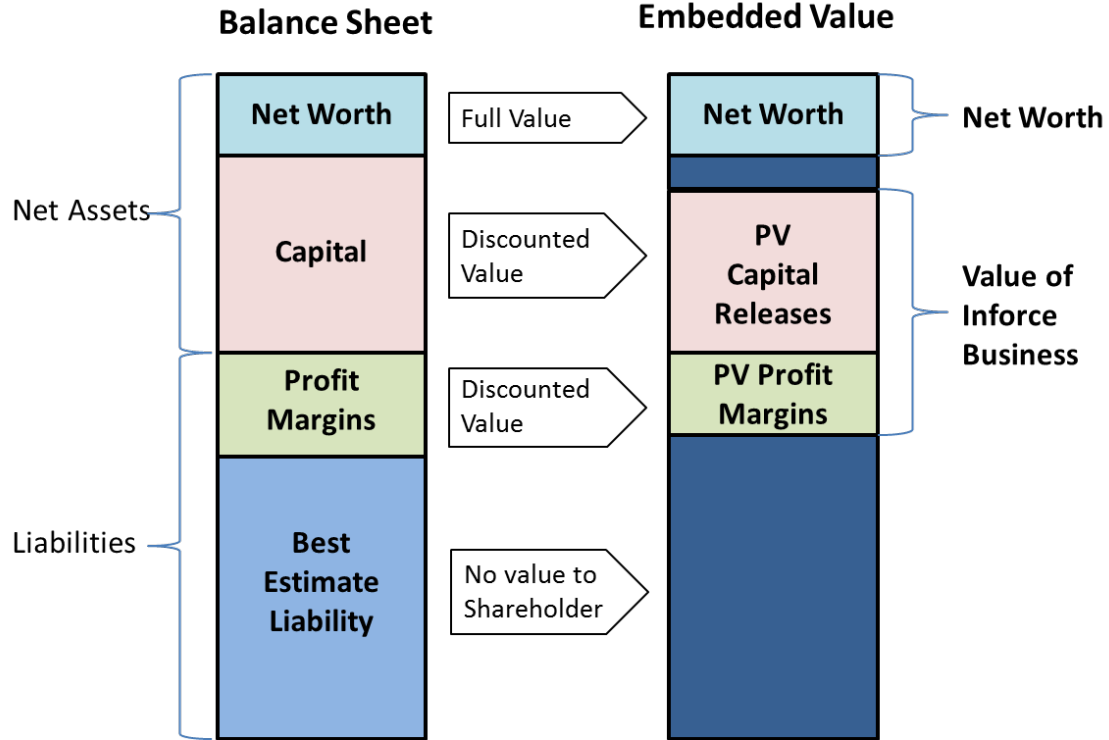 Balance Sheet
Embedded Value
Net Worth
Full Value
Net Worth
Net Worth
Net Assets
Capital
Discounted
Value
PV
Capital
Releases
Value of
Inforce
Business
Profit
Margins
Discounted
Value
PV Profit
Margins
Liabilities
Best
Estimate
Liability
No value to
Shareholder